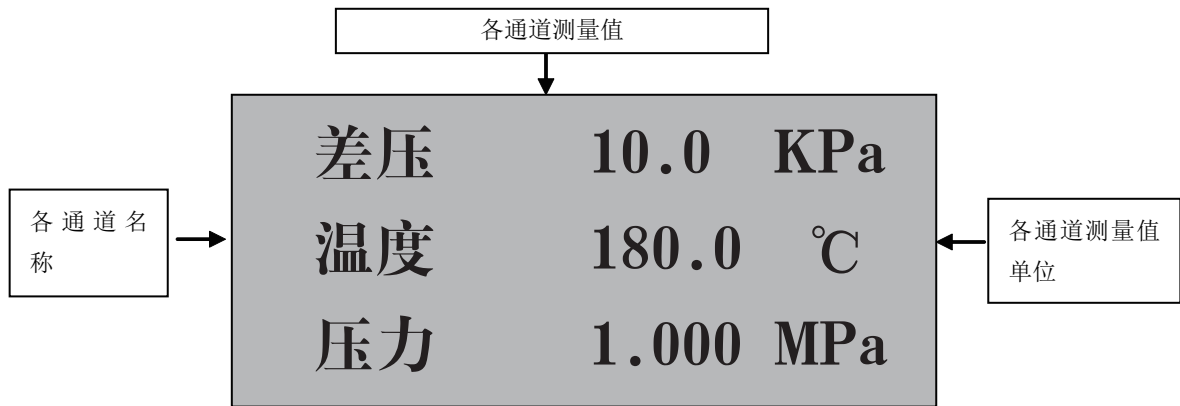 各通道测量值
差压 10.0 KPa
各通道名
称
温度 180.0 ℃
各通道测量值
单位
压力 1.000 MPa